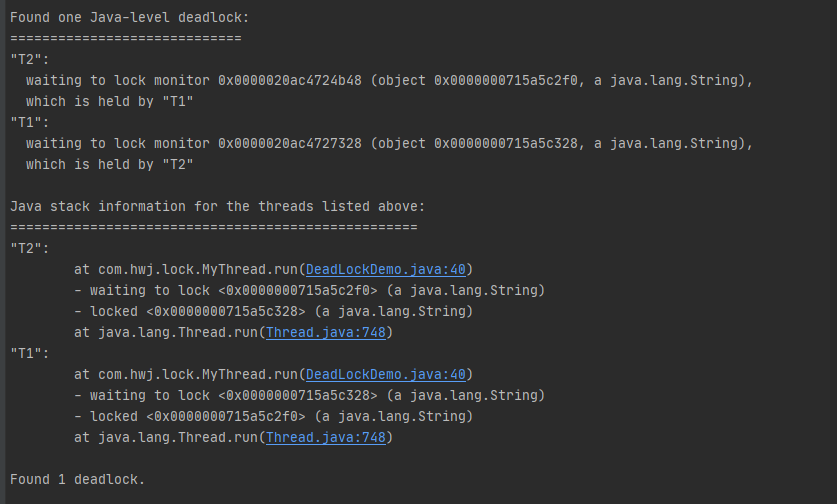 Found one Java-level deadlock:
=============================
"T2":
  waiting to lock monitor 0x0000020ac4724b48 (object 0x0000000715a5c2f0, a java.lang.String),
  which is held by "T1"
"T1":
  waiting to lock monitor 0x0000020ac4727328 (object 0x0000000715a5c328, a java.lang.String),
  which is held by "T2"

Java stack information for the threads listed above:
===================================================
"T2":
        at com.hwj.lock.MyThread.run(DeadLockDemo.java:40)
        - waiting to lock <0x0000000715a5c2f0> (a java.lang.String)
        - locked <0x0000000715a5c328> (a java.lang.String)
        at java.lang.Thread.run(Thread.java:748)
"T1":
        at com.hwj.lock.MyThread.run(DeadLockDemo.java:40)
        - waiting to lock <0x0000000715a5c328> (a java.lang.String)
        - locked <0x0000000715a5c2f0> (a java.lang.String)
        at java.lang.Thread.run(Thread.java:748)

Found 1 deadlock.